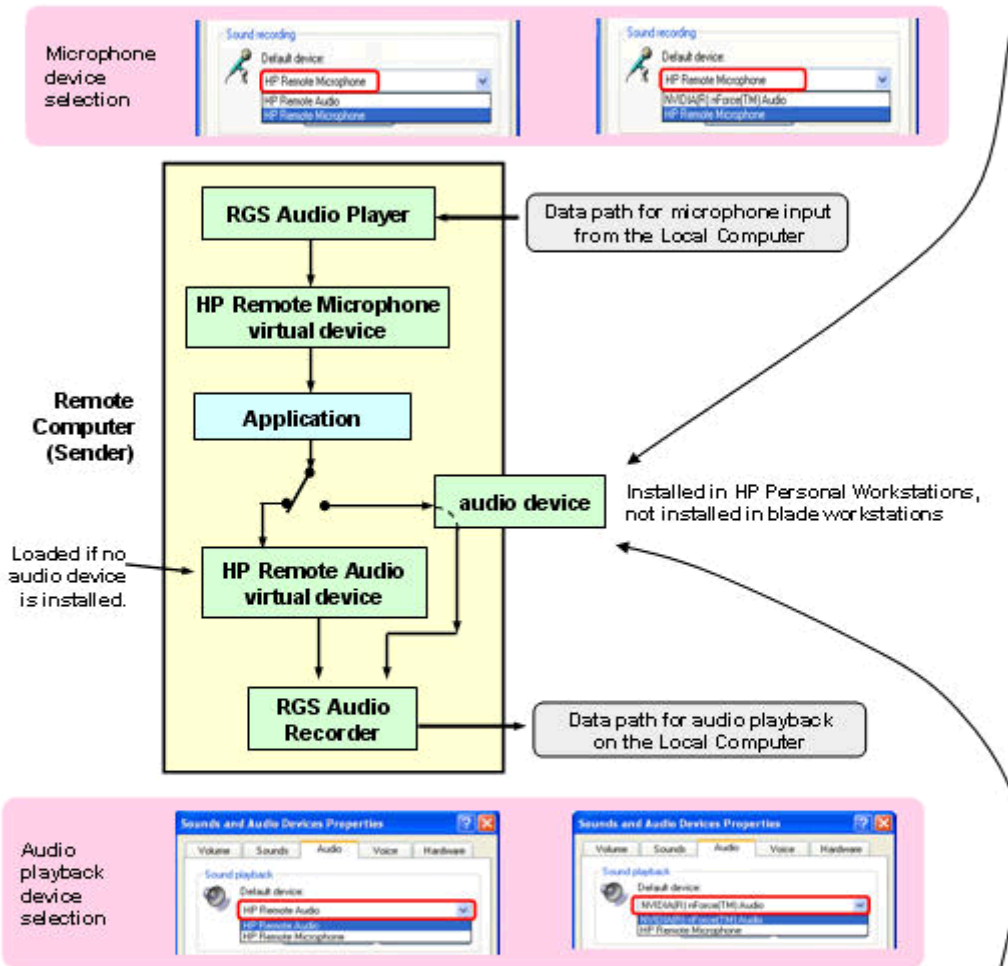 Microphone
device
selection
Sound recording
Default device:
HP Remote Microphone
HP Remote Audio
HP Remote Microphone
Sound recording
Default device:
HP Remote Microphone
NVIDIA(R) nForce(TM) Audio
HP Remote Microphone
RGS Audio Player
Data path for microphone input
from the Local Computer
HP Remote Microphone
virtual device
Remote
Computer
(Sender)
Application
audio device
Installed in HP Personal Workstations,
not installed in blade workstations
Loaded if no
audio device
is installed.
HP Remote Audio
virtual device
RGS Audio
Recorder
Data path for audio playback
on the Local Computer
Audio
playback
device
selection
Sounds and Audio Devices Properties
Volume Sounds Audio Voice Hardware
Sound playback
Default device:
HP Remote Audio
HP Remote Audio
HP Remote Microphone
Sounds and Audio Devices Properties
Volume Sounds Audio Voice Hardware
Sound playback
Default device:
NVIDIA(R) nForce(TM) Audio
NVIDIA(R) nForce(TM) Audio
HP Remote Microphone